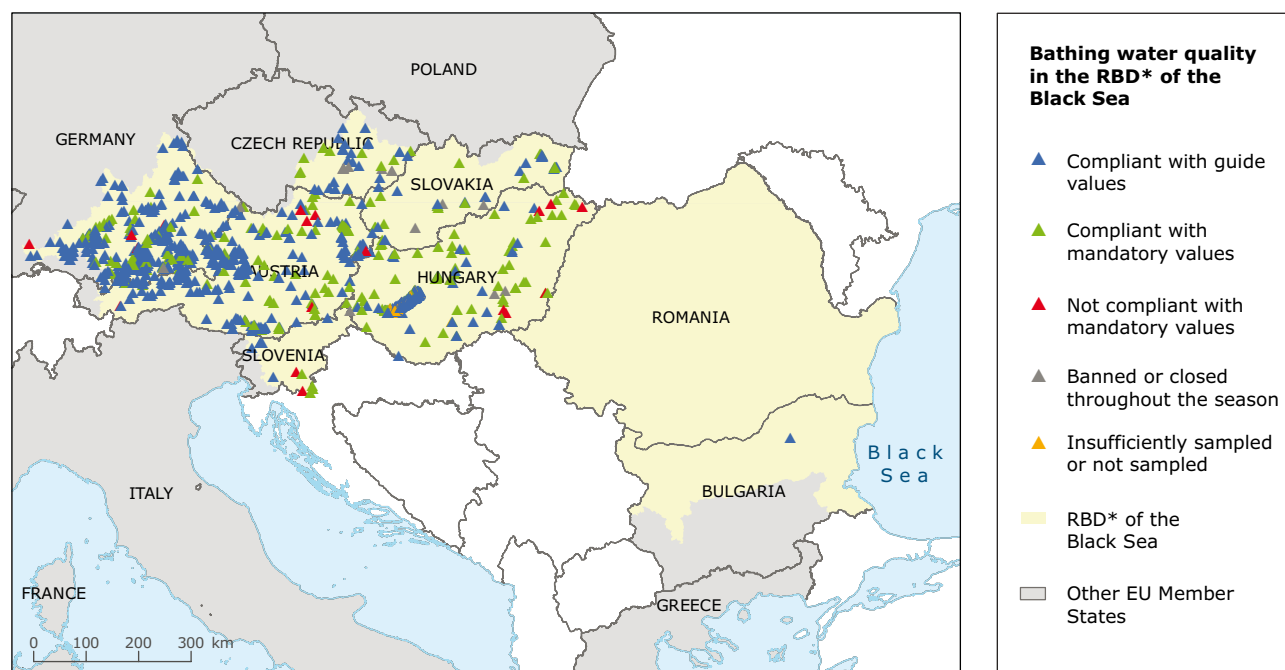 POLAND
GERMANY
CZECH REPUBLIC
SLOVAKIA
AUSTRIA
HUNGARY
ROMANIA
SLOVENIA
Black
Sea
BULGARIA
ITALY
FRANCE
GREECE
0 100 200 300 km
Bathing water quality
in the RBD* of the
Black Sea
Compliant with guide
values
Compliant with
mandatory values
Not compliant with
mandatory values
Banned or closed
throughout the season
Insufficiently sampled
or not sampled
RBD* of the
Black Sea
Other EU Member
States